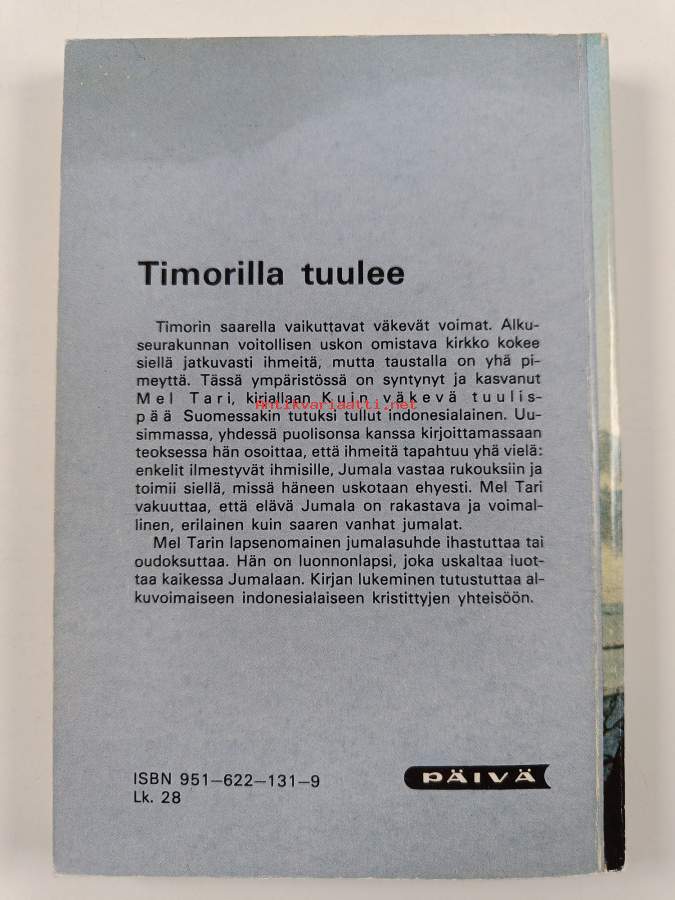 Timorilla tuulee
Timorin saarella vaikuttavat väkevät voimat. Alku-
seurakunnan voitollisen uskon omistava kirkko kokee
siellä jatkuvasti ihmeitä, mutta taustalla on yhä pi-
meyttä. Tässä ympäristössä on syntynyt ja kasvanut
Mel Tari, kirjallaan Kuin väkevä tuulis-
pää Suomessakin tutuksi tullut indonesialainen. Uu-
simmassa, yhdessä puolisonsa kanssa kirjoittamassaan
teoksessa hän osoittaa, että ihmeitä tapahtuu yhä vielä:
enkelit ilmestyvät ihmisille, Jumala vastaa rukouksiin ja
toimii siellä, missä häneen uskotaan ehyesti. Mel Tari
vakuuttaa, että elävä Jumala on rakastava ja voimal-
linen, erilainen kuin saaren vanhat jumalat.
Mel Tarin lapsenomainen jumalasuhde ihastuttaa tai
oudoksuttaa. Hän on luonnonlapsi, joka uskaltaa luot-
taa kaikessa Jumalaan. Kirjan lukeminen tutustuttaa al-
kuvoimaiseen indonesialaiseen kristittyjen yhteisöön.
Antikvariaatti.net
ISBN 951-622-131-9
Lk. 28
PÄIVÄ